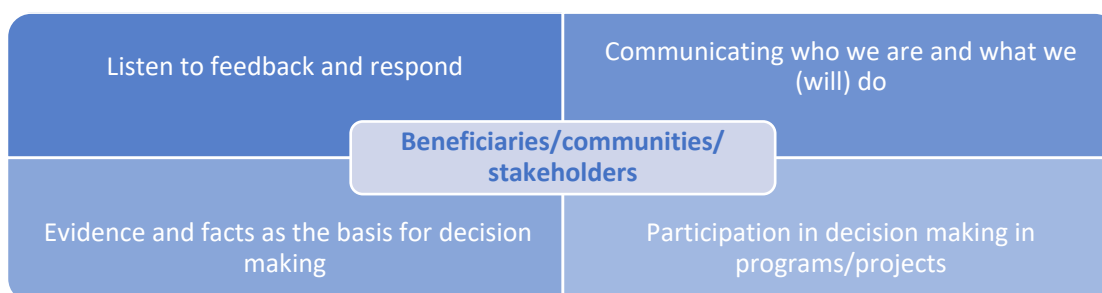 Listen to feedback and respond
Communicating who we are and what we
(will) do
Beneficiaries/communities/
stakeholders
Evidence and facts as the basis for decision
making
Participation in decision making in
programs/projects